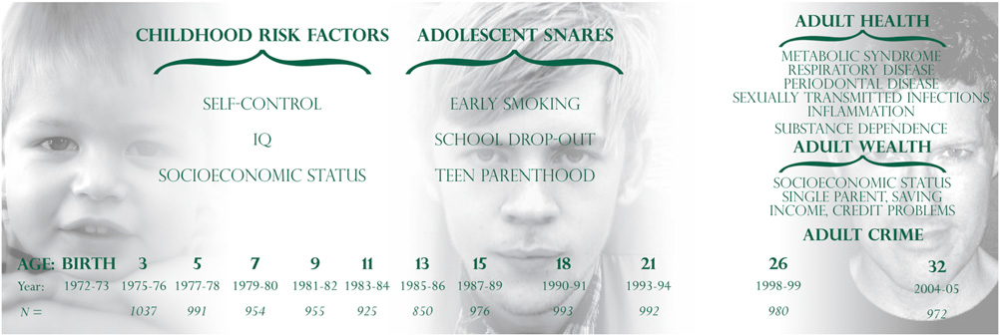 CHILDHOOD RISK FACTORS
SELF-CONTROL
IQ
SOCIOECONOMIC STATUS
ADOLESCENT SNARES
EARLY SMOKING
SCHOOL DROP-OUT
TEEN PARENTHOOD
ADULT HEALTH
METABOLIC SYNDROME
RESPIRATORY DISEASE
PERIODONTAL DISEASE
SEXUALLY TRANSMITTED INFECTIONS
INFLAMMATION
SUBSTANCE DEPENDENCE
ADULT WEALTH
SOCIOECONOMIC STATUS
SINGLE PARENT, SAVING
INCOME, CREDIT PROBLEMS
ADULT CRIME
AGE: BIRTH 3 5 7 9 11 13 15 18 21 26 32
Year: 1972-73 1975-76 1977-78 1979-80 1981-82 1983-84 1985-86 1987-89 1990-91 1993-94 1998-99 2004-05
N = 1037 991 954 955 925 850 976 993 992 980 972